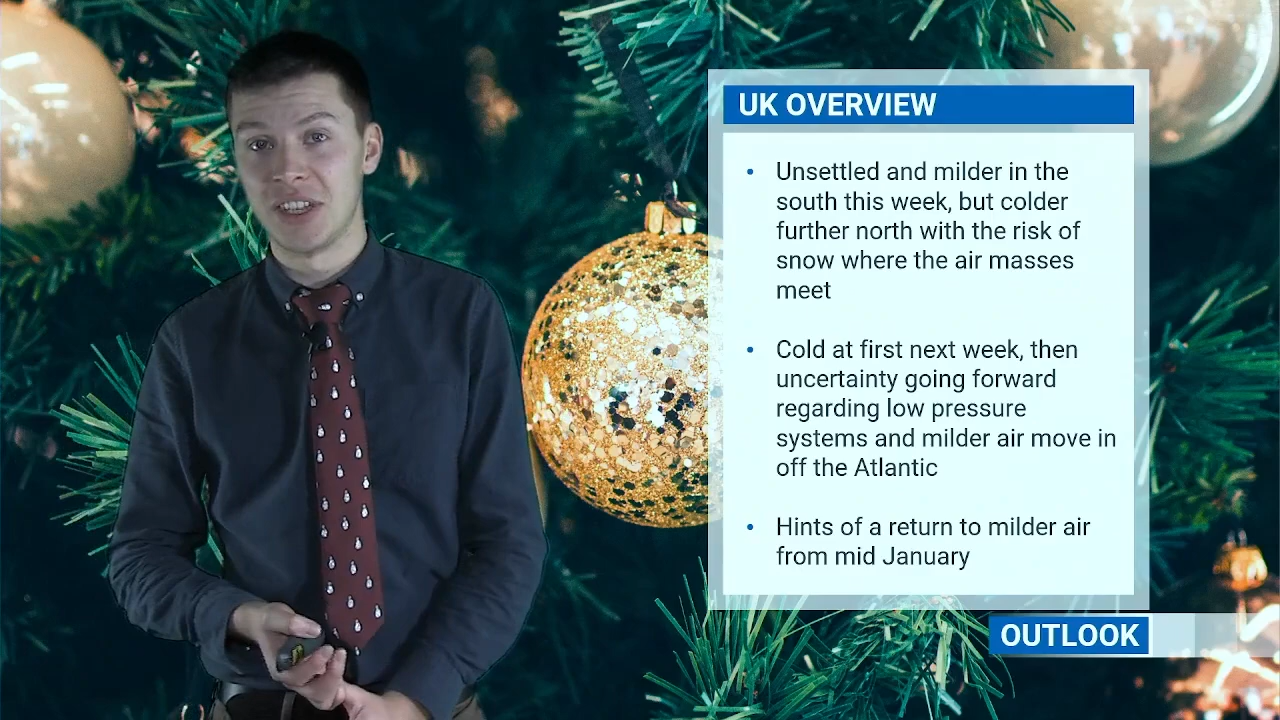 UK OVERVIEW
• Unsettled and milder in the
south this week, but colder
further north with the risk of
snow where the air masses
meet
• Cold at first next week, then
uncertainty going forward
regarding low pressure
systems and milder air move in
off the Atlantic
• Hints of a return to milder air
from mid January
OUTLOOK